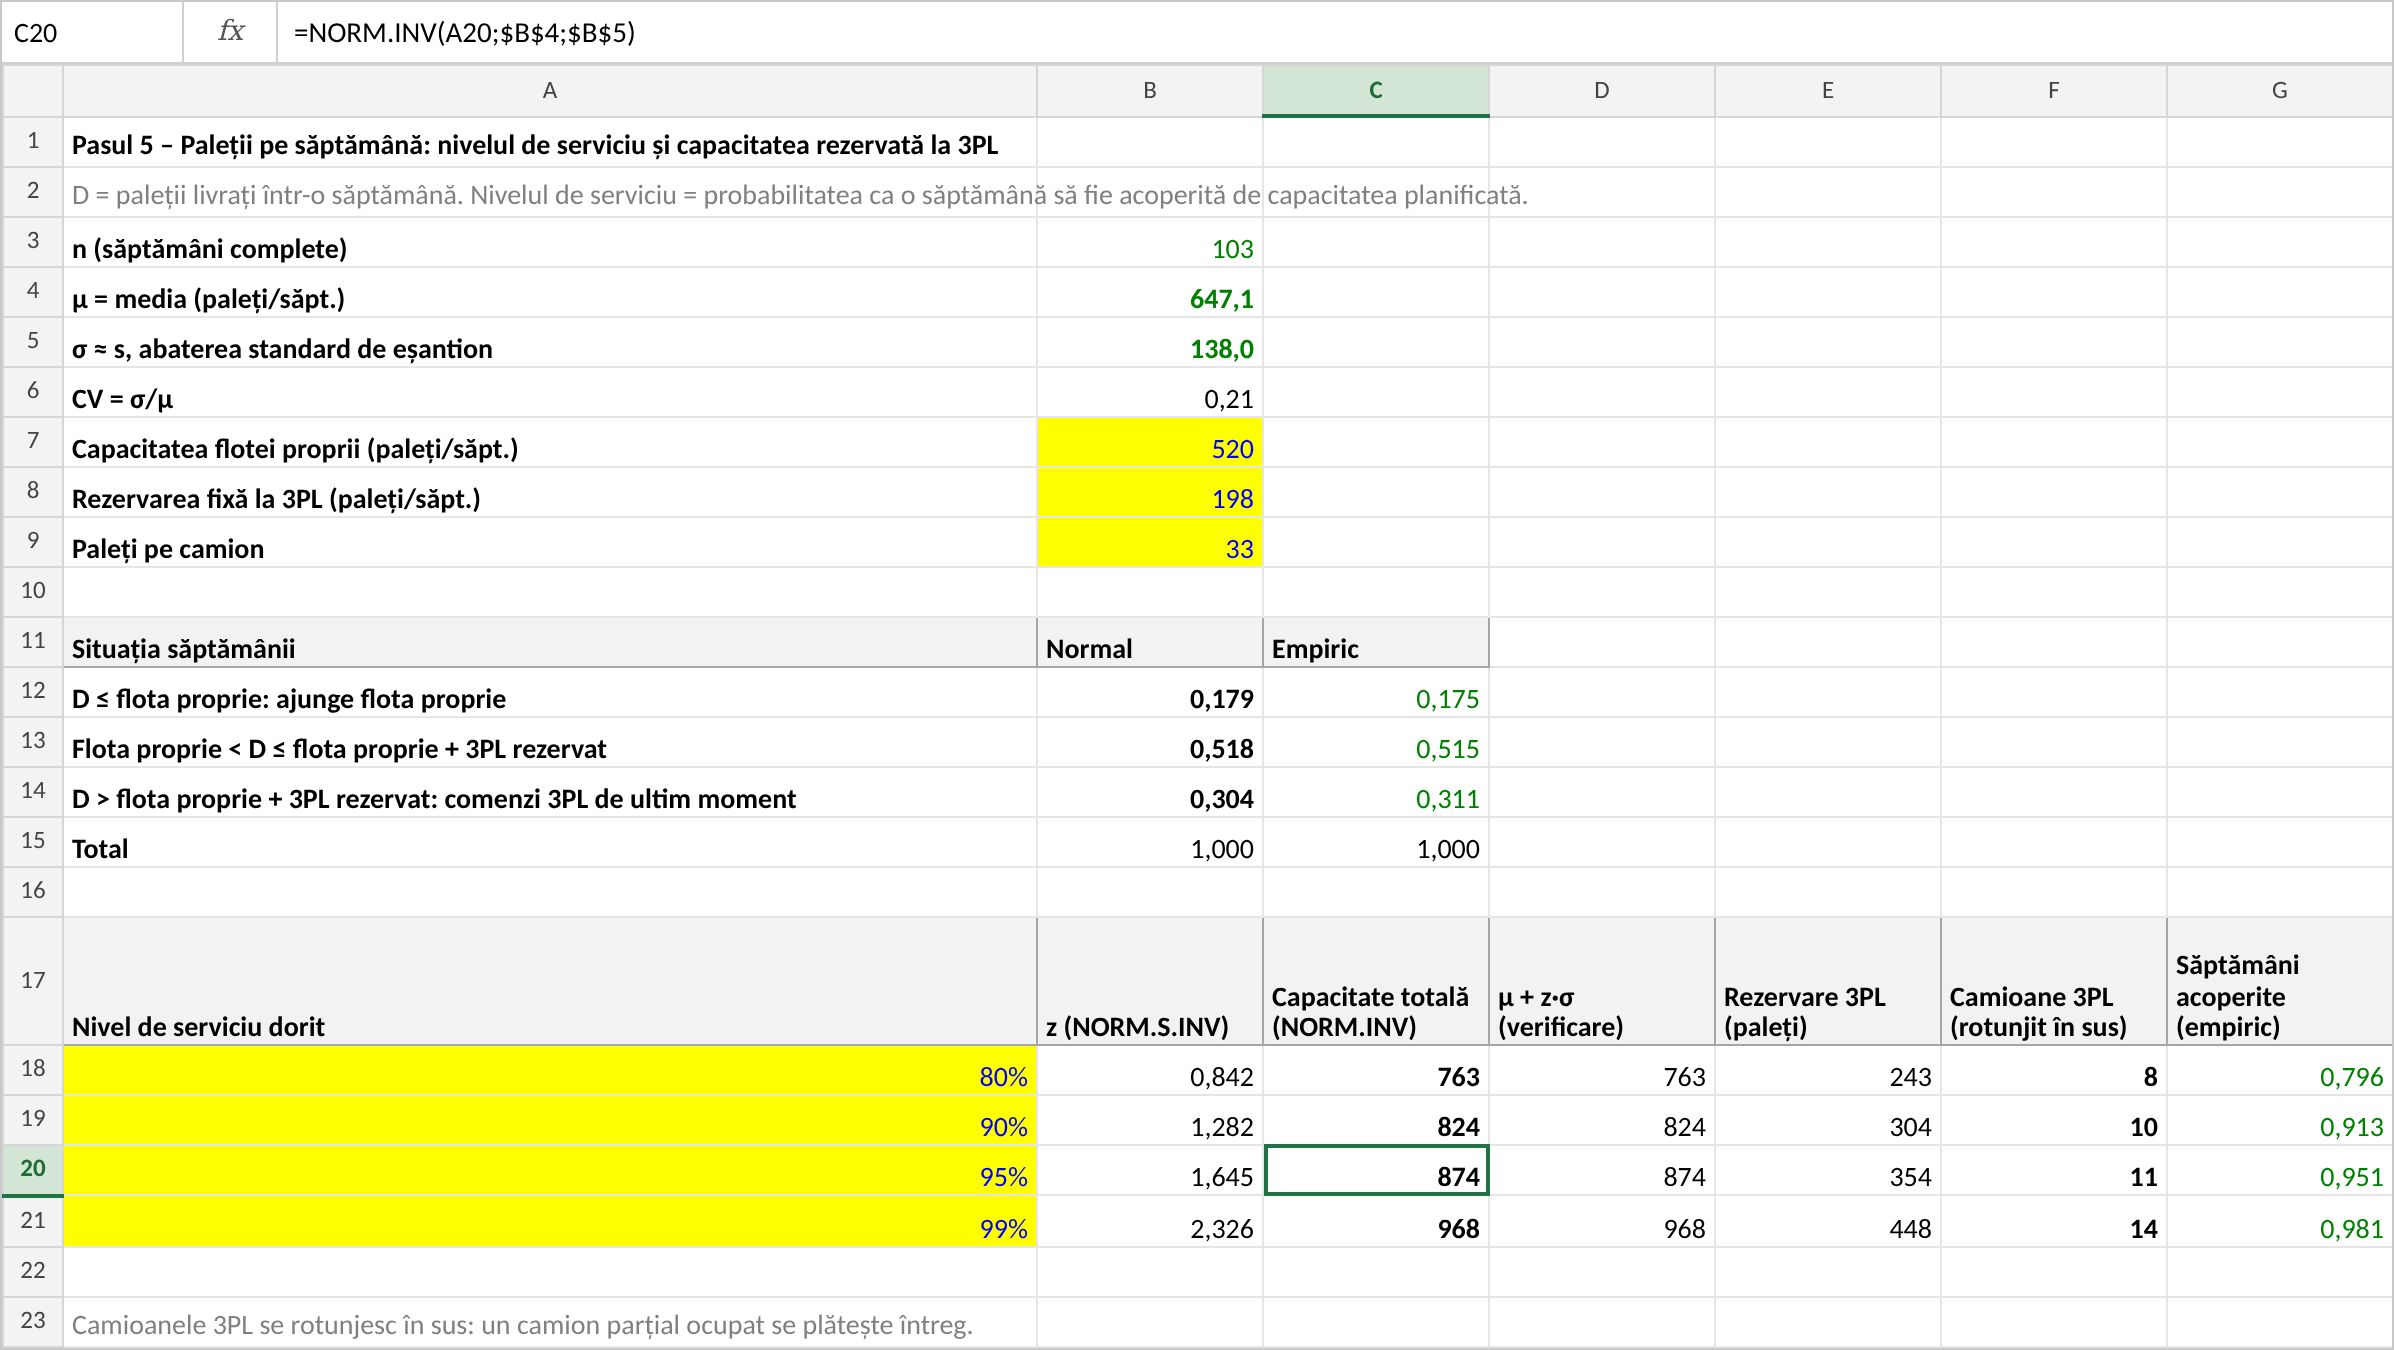 C20 fx =NORM.INV(A20;$B$4;$B$5)
A B C D E F G
1 Pasul 5 – Paleții pe săptămână: nivelul de serviciu și capacitatea rezervată la 3PL
2 D = paleții livrați într-o săptămână. Nivelul de serviciu = probabilitatea ca o săptămână să fie acoperită de capacitatea planificată.
3 n (săptămâni complete) 103
4 μ = media (paleți/săpt.) 647,1
5 σ ≈ s, abaterea standard de eșantion 138,0
6 CV = σ/μ 0,21
7 Capacitatea flotei proprii (paleți/săpt.) 520
8 Rezervarea fixă la 3PL (paleți/săpt.) 198
9 Paleți pe camion 33
10
11 Situația săptămânii Normal Empiric
12 D ≤ flota proprie: ajunge flota proprie 0,179 0,175
13 Flota proprie < D ≤ flota proprie + 3PL rezervat 0,518 0,515
14 D > flota proprie + 3PL rezervat: comenzi 3PL de ultim moment 0,304 0,311
15 Total 1,000 1,000
16
17 Nivel de serviciu dorit z (NORM.S.INV) Capacitate totală (NORM.INV) μ + z·σ (verificare) Rezervare 3PL (paleți) Camioane 3PL (rotunjit în sus) Săptămâni acoperite (empiric)
18 80% 0,842 763 763 243 8 0,796
19 90% 1,282 824 824 304 10 0,913
20 95% 1,645 874 874 354 11 0,951
21 99% 2,326 968 968 448 14 0,981
22
23 Camioanele 3PL se rotunjesc în sus: un camion parțial ocupat se plătește întreg.